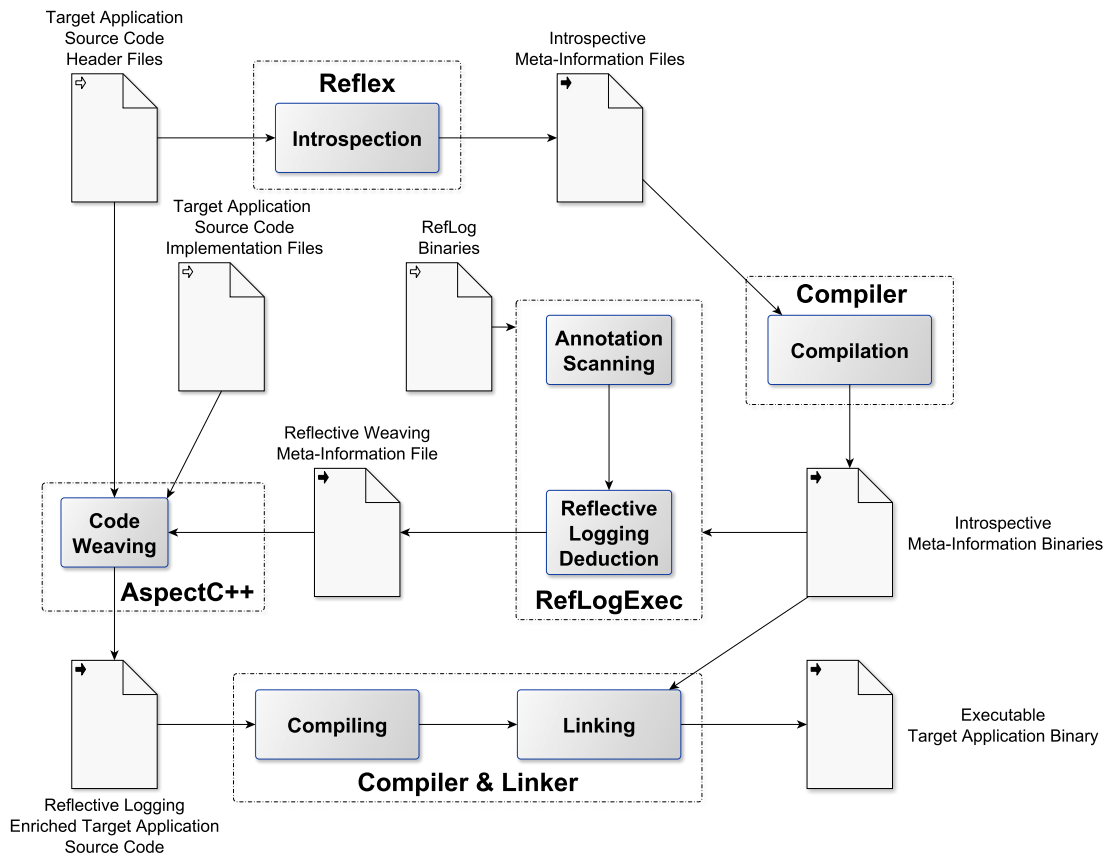 Target Application
Source Code
Header Files
Introspective
Meta-Information Files
Reflex
Introspection
Target Application
Source Code
Implementation Files
RefLog
Binaries
Compiler
Compilation
Annotation
Scanning
Reflective Weaving
Meta-Information File
Code
Weaving
AspectC++
Reflective
Logging
Deduction
RefLogExec
Introspective
Meta-Information Binaries
Compiling
Linking
Compiler & Linker
Executable
Target Application Binary
Reflective Logging
Enriched Target Application
Source Code